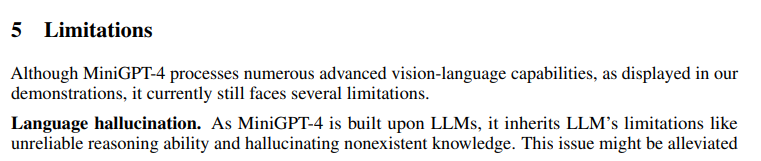 5 Limitations
Although MiniGPT-4 processes numerous advanced vision-language capabilities, as displayed in our
demonstrations, it currently still faces several limitations.
Language hallucination. As MiniGPT-4 is built upon LLMs, it inherits LLM's limitations like
unreliable reasoning ability and hallucinating nonexistent knowledge. This issue might be alleviated